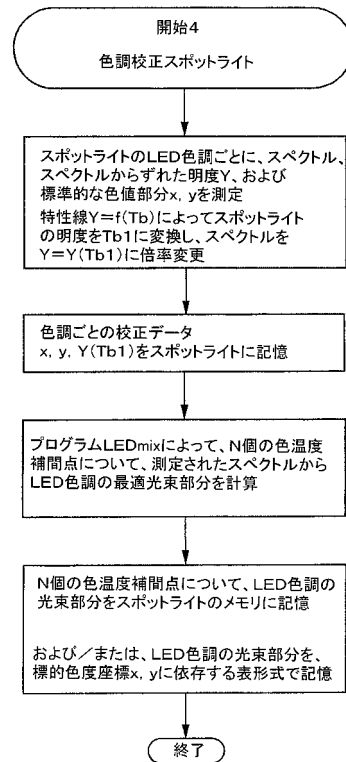 開始4
色調校正スポットライト
スポットライトのLED色調ごとに、スペクトル、
スペクトルからずれた明度Y、および
標準的な色値部分x, yを測定
特性線Y=f(Tb)によってスポットライト
の明度をTb1に変換し、スペクトルを
Y=Y(Tb1)に倍率変更
色調ごとの校正データ
x, y, Y(Tb1)をスポットライトに記憶
プログラムLEDmixによって、N個の色温度
補間点について、測定されたスペクトルから
LED色調の最適光束部分を計算
N個の色温度補間点について、LED色調の
光束部分をスポットライトのメモリに記憶
および/または、LED色調の光束部分を、
標的色度座標x, yに依存する表形式で記憶
終了